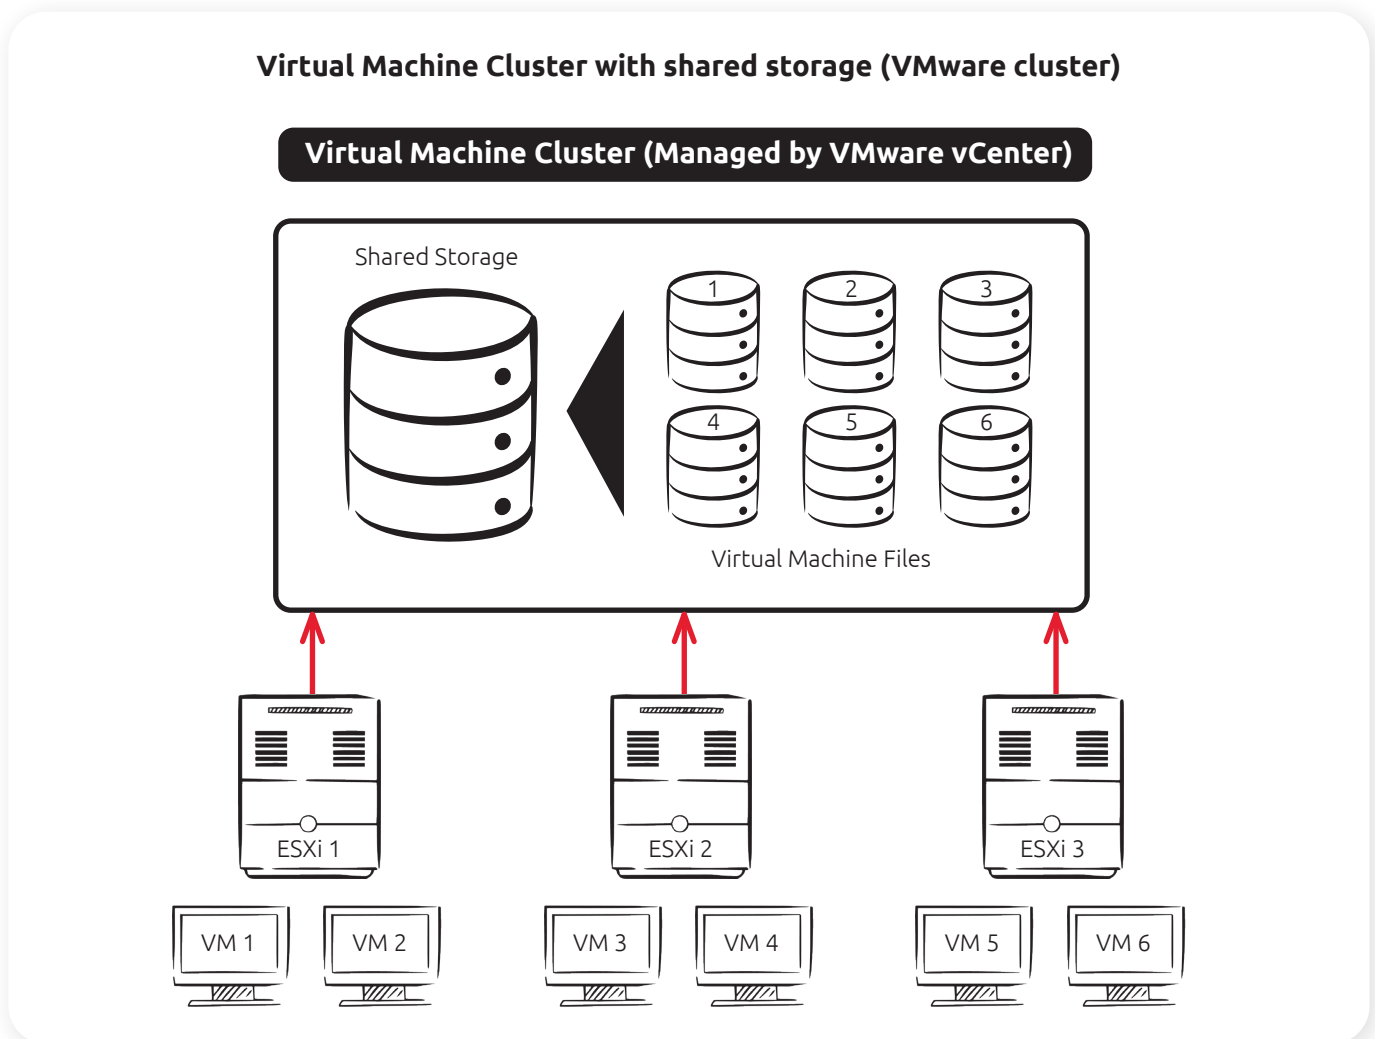 Virtual Machine Cluster with shared storage (VMware cluster)
Virtual Machine Cluster (Managed by VMware vCenter)
Shared Storage
1 2 3
4 5 6
Virtual Machine Files
ESXi 1 ESXi 2 ESXi 3
VM 1 VM 2 VM 3 VM 4 VM 5 VM 6